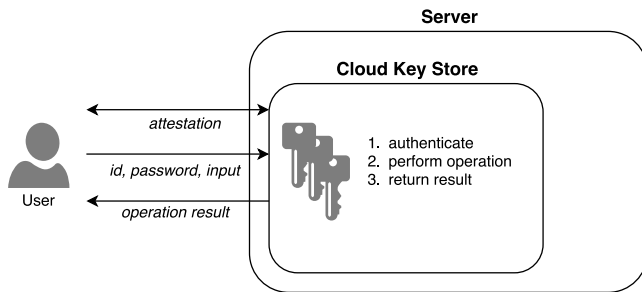 Server
Cloud Key Store
attestation
id, password, input
operation result
User
1. authenticate
2. perform operation
3. return result